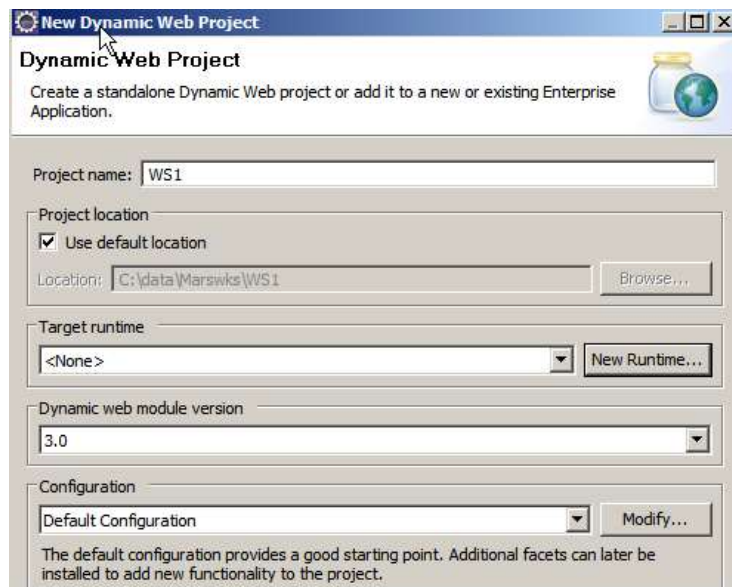 New Dynamic Web Project
Dynamic Web Project
Create a standalone Dynamic Web project or add it to a new or existing Enterprise
Application.
Project name: WS1
Project location
Use default location
Location: C:\data\Marswks\WS1 Browse...
Target runtime
<None> New Runtime...
Dynamic web module version
3.0
Configuration
Default Configuration Modify...
The default configuration provides a good starting point. Additional facets can later be
installed to add new functionality to the project.